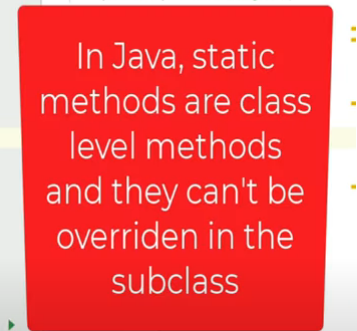 In Java, static
methods are class
level methods
and they can't be
overriden in the
subclass